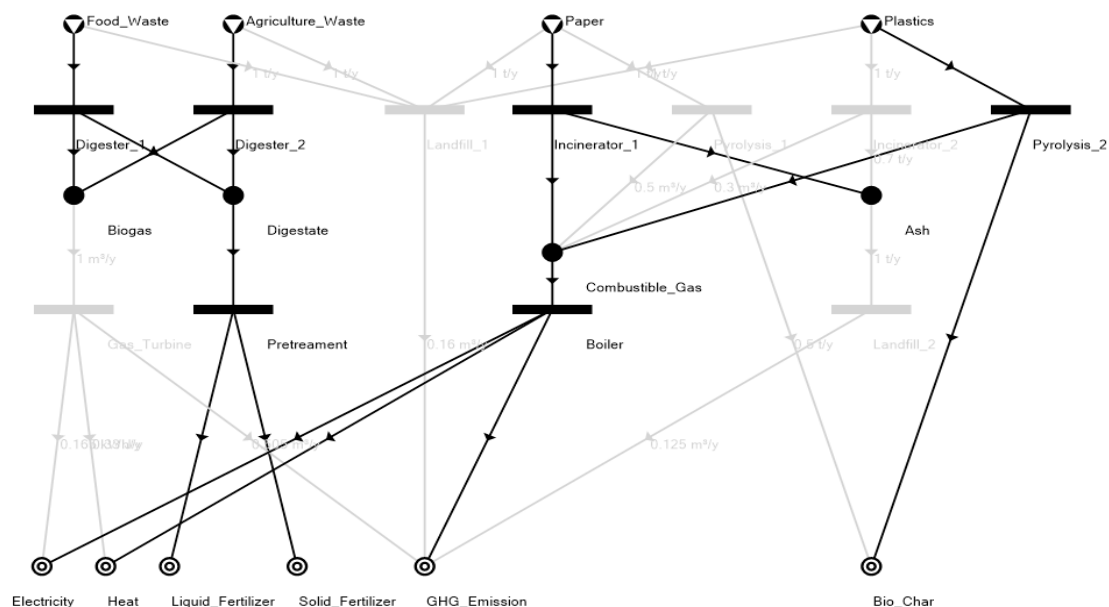 Food_Waste Agriculture_Waste Paper Plastics
1 t/y 1 t/y 1 t/y 1 t/y
Digester_1 Digester_2 Landfill_1 Incinerator_1 Pyrolysis_1 Incinerator_2 Pyrolysis_2
0.7 t/y
0.5 m³/y 0.3 m³/y
Biogas Digestate Ash
1 m³/y 1 t/y
Combustible_Gas
Gas_Turbine Pretreament 0.16 m³/y Boiler 0.5 t/y Landfill_2
0.125 m³/y
Electricity Heat Liquid_Fertilizer Solid_Fertilizer GHG_Emission Bio_Char